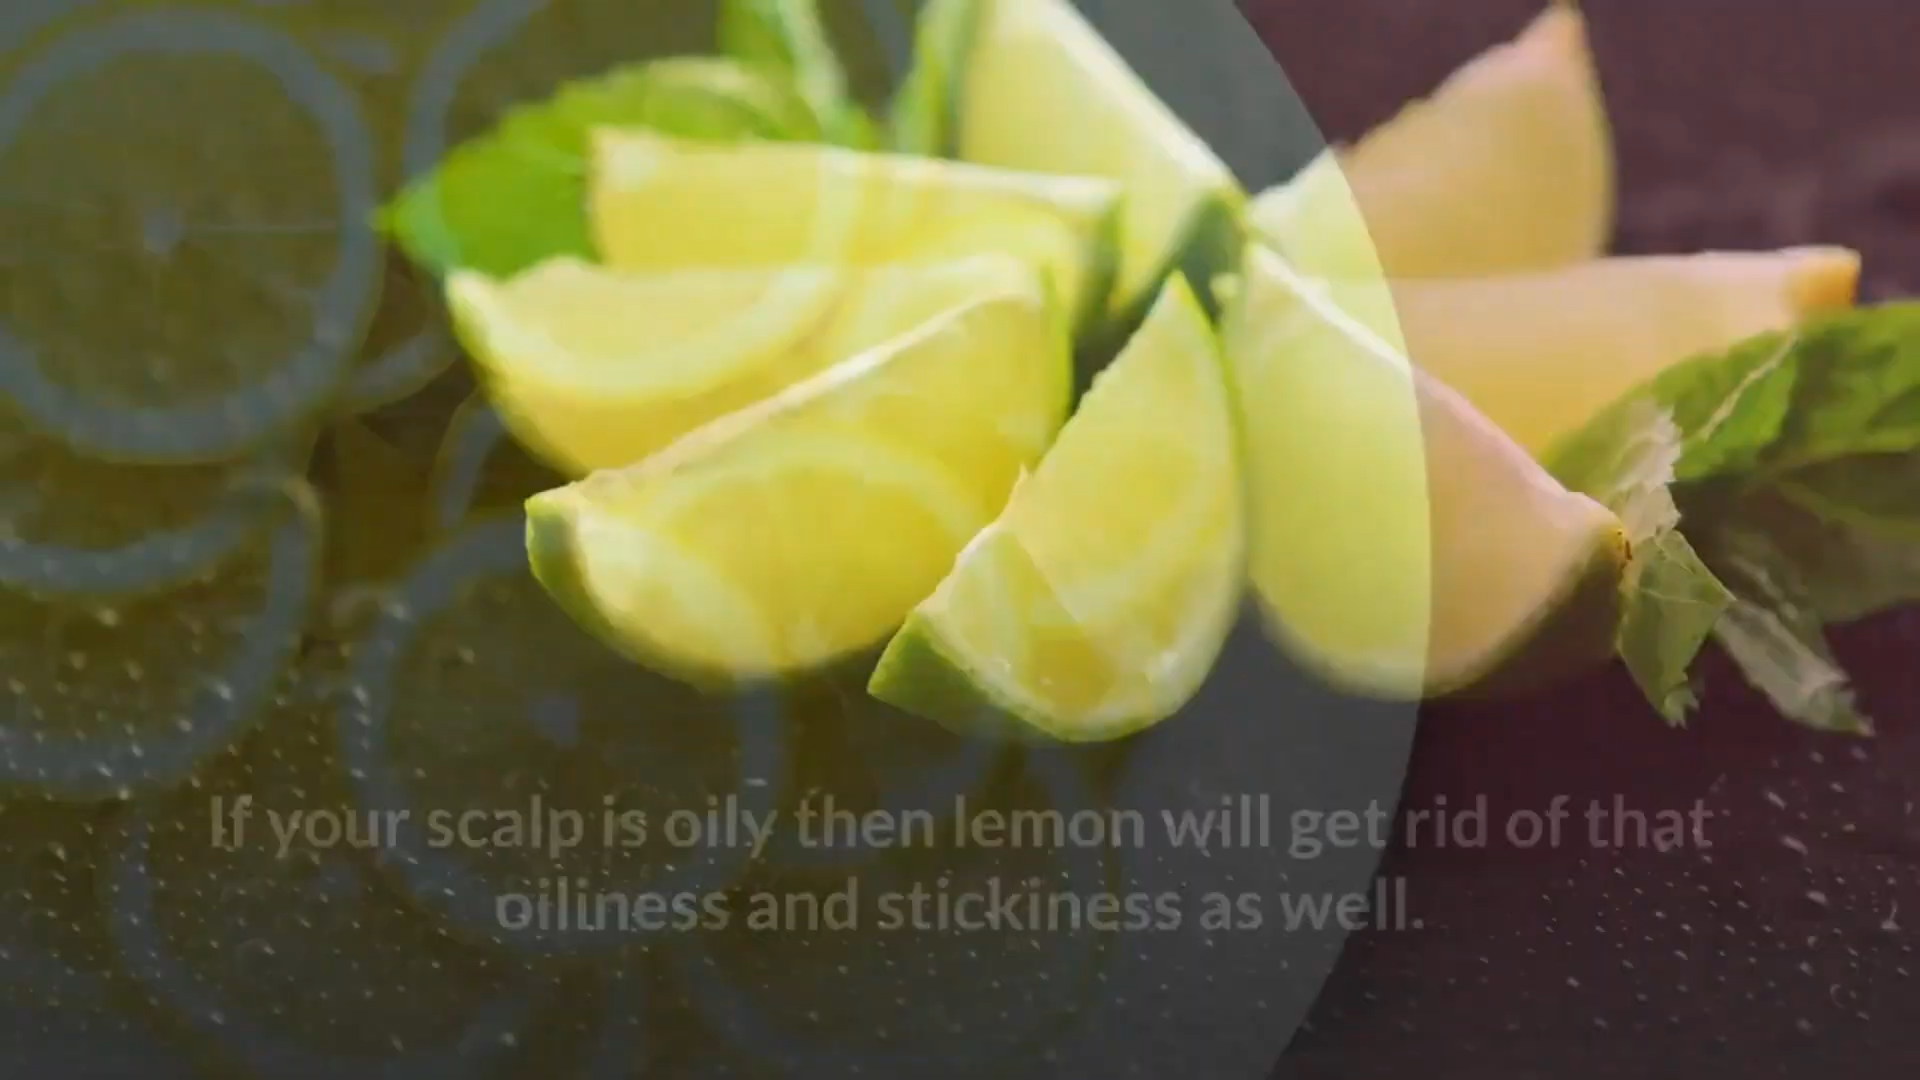 If your scalp is oily then lemon will get rid of that
oiliness and stickiness as well.